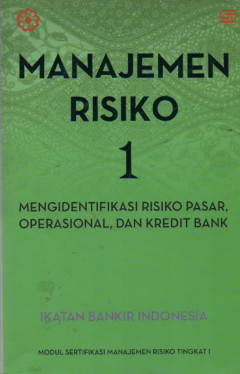 MANAJEMEN
RISIKO
1
MENGIDENTIFIKASI RISIKO PASAR,
OPERASIONAL, DAN KREDIT BANK
IKATAN BANKIR INDONESIA
MODUL SERTIFIKASI MANAJEMEN RISIKO TINGKAT I